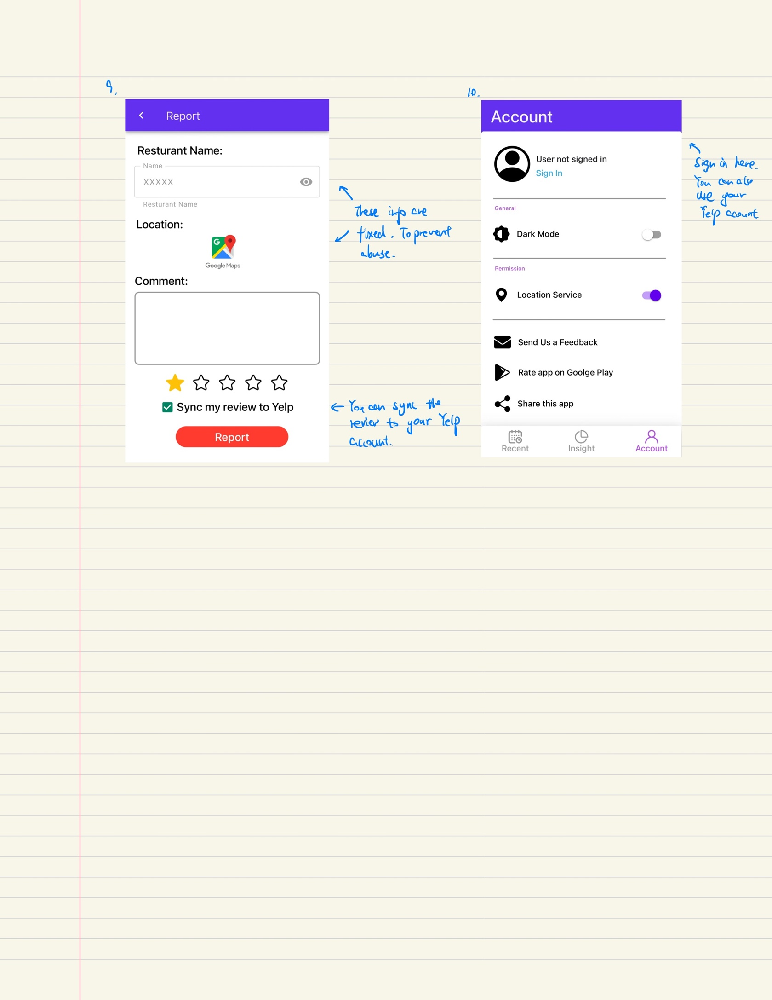 9.
Report
Resturant Name:
Name
XXXXX
Resturant Name
Location:
G
Google Maps
Comment:
Sync my review to Yelp
Report
These info are
fixed. To prevent
abuse.
← You can sync the
review to your Yelp
account.
10.
Account
User not signed in
Sign In
General
Dark Mode
Permission
Location Service
Send Us a Feedback
Rate app on Goolge Play
Share this app
Recent
Insight
Account
Sign in here.
You can also
use your
Yelp acount